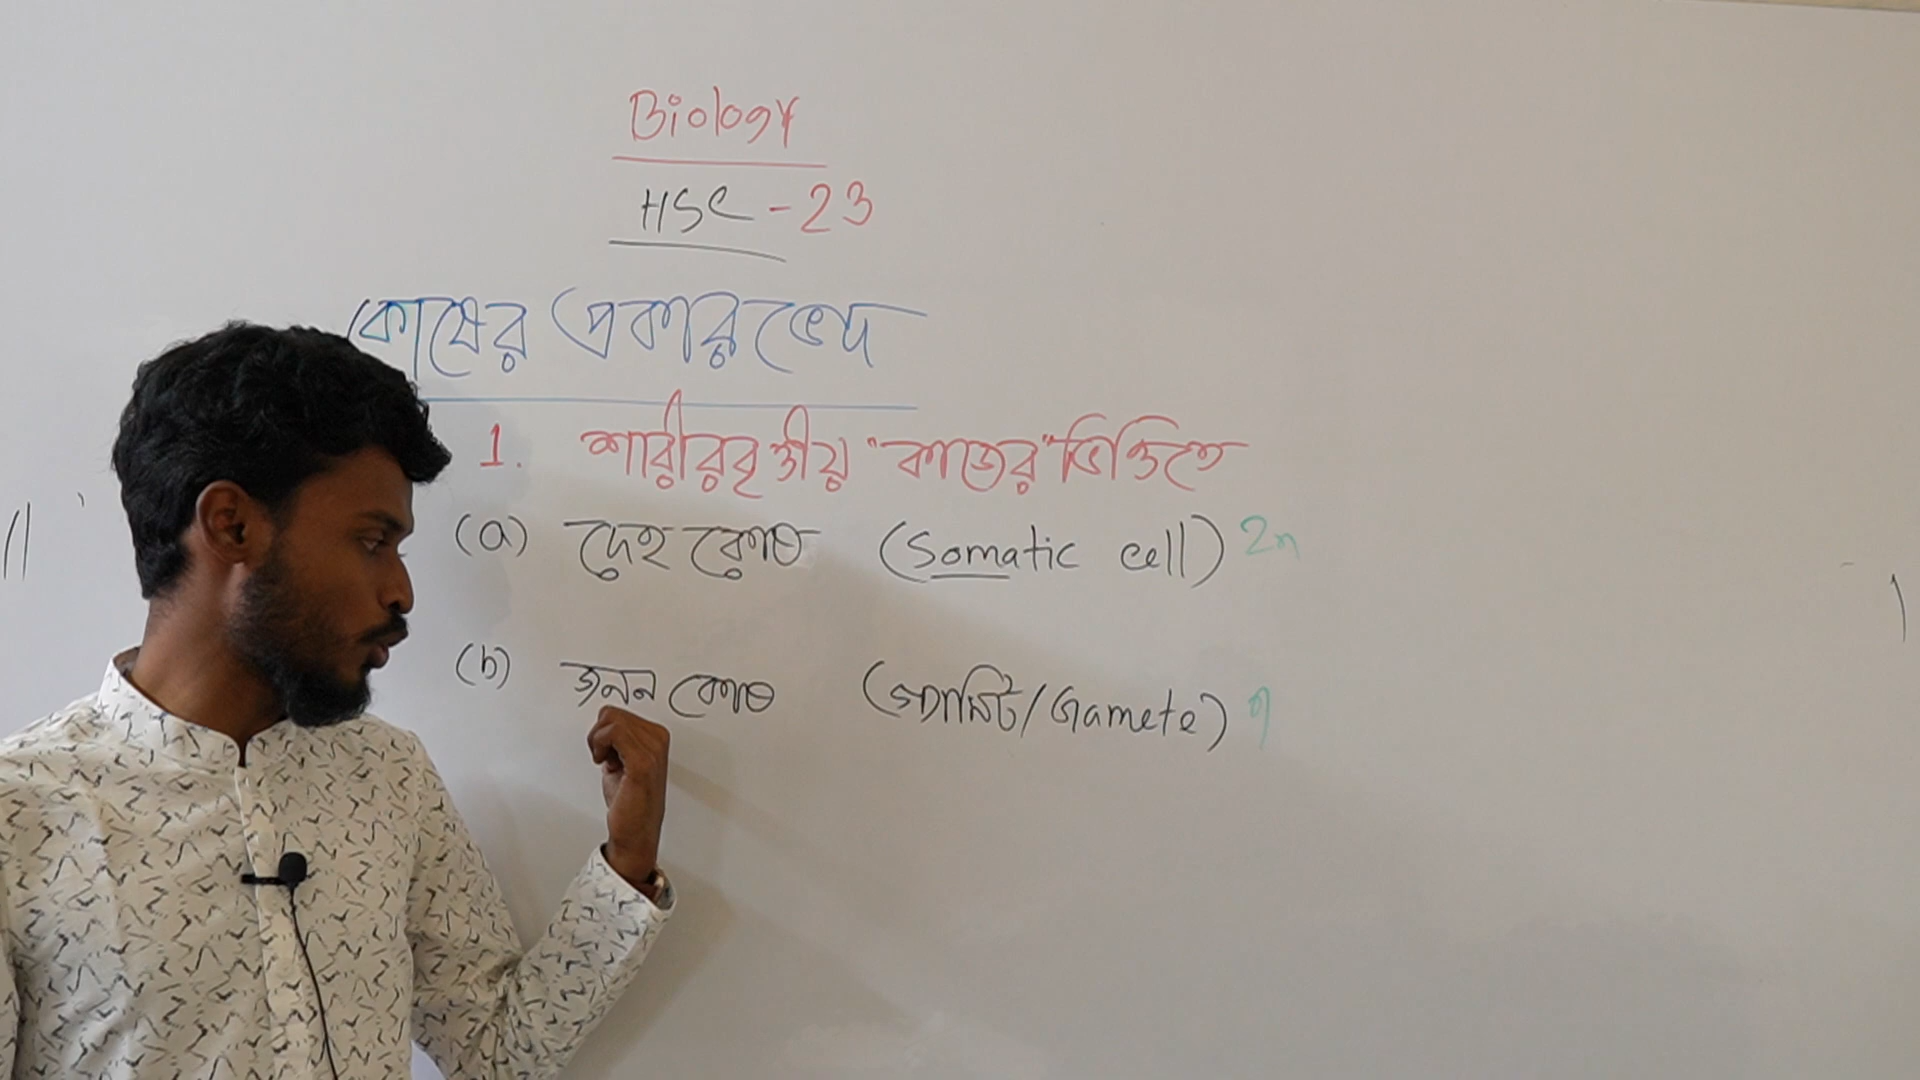 Biology
HSC - 23
কোষের প্রকারভেদ
1. শারীরবৃত্তীয় "কাজের" ভিত্তিতে
(a) দেহ কোষ (Somatic cell) 2n
(b) জনন কোষ (গ্যামিট/Gamete) n